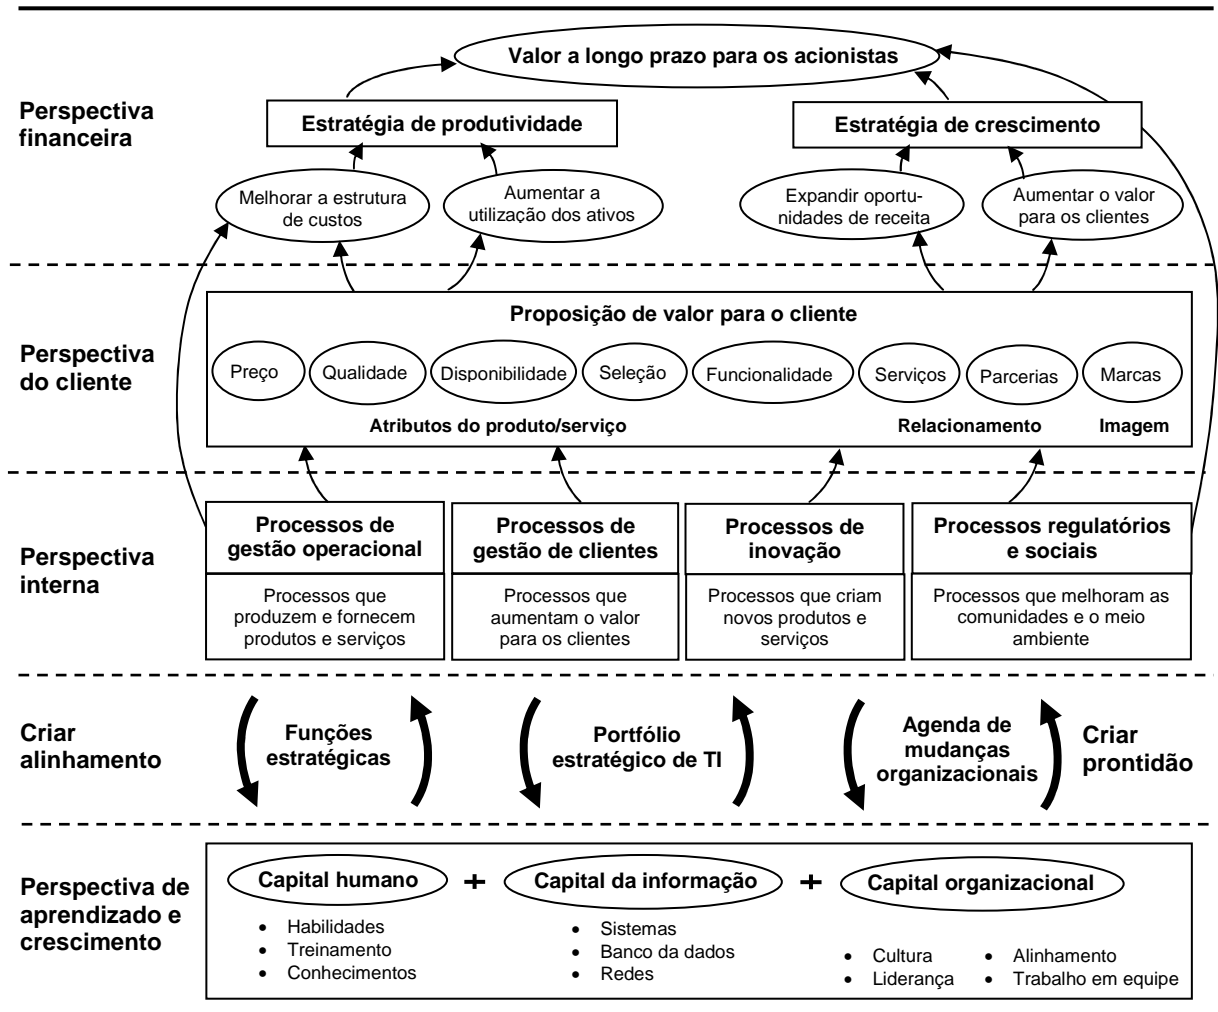 Valor a longo prazo para os acionistas
Perspectiva
financeira
Estratégia de produtividade
Estratégia de crescimento
Melhorar a estrutura
de custos
Aumentar a
utilização dos ativos
Expandir oportu-
nidades de receita
Aumentar o valor
para os clientes
Perspectiva
do cliente
Proposição de valor para o cliente
Preço
Qualidade
Disponibilidade
Seleção
Funcionalidade
Serviços
Parcerias
Marcas
Atributos do produto/serviço
Relacionamento
Imagem
Perspectiva
interna
Processos de
gestão operacional
Processos que
produzem e fornecem
produtos e serviços
Processos de
gestão de clientes
Processos que
aumentam o valor
para os clientes
Processos de
inovação
Processos que criam
novos produtos e
serviços
Processos regulatórios
e sociais
Processos que melhoram as
comunidades e o meio
ambiente
Criar
alinhamento
Funções
estratégicas
Portfólio
estratégico de TI
Agenda de
mudanças
organizacionais
Criar
prontidão
Perspectiva de
aprendizado e
crescimento
Capital humano
+
Capital da informação
+
Capital organizacional
• Habilidades
• Treinamento
• Conhecimentos
• Sistemas
• Banco da dados
• Redes
• Cultura
• Liderança
• Alinhamento
• Trabalho em equipe